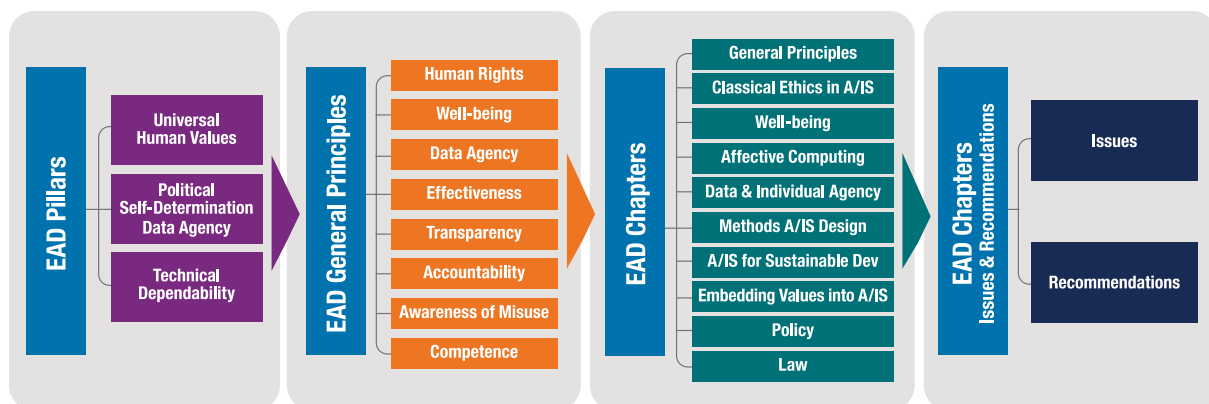 EAD Pillars
Universal
Human Values
Political
Self-Determination
Data Agency
Technical
Dependability
EAD General Principles
Human Rights
Well-being
Data Agency
Effectiveness
Transparency
Accountability
Awareness of Misuse
Competence
EAD Chapters
General Principles
Classical Ethics in A/IS
Well-being
Affective Computing
Data & Individual Agency
Methods A/IS Design
A/IS for Sustainable Dev
Embedding Values into A/IS
Policy
Law
EAD Chapters
Issues & Recommendations
Issues
Recommendations